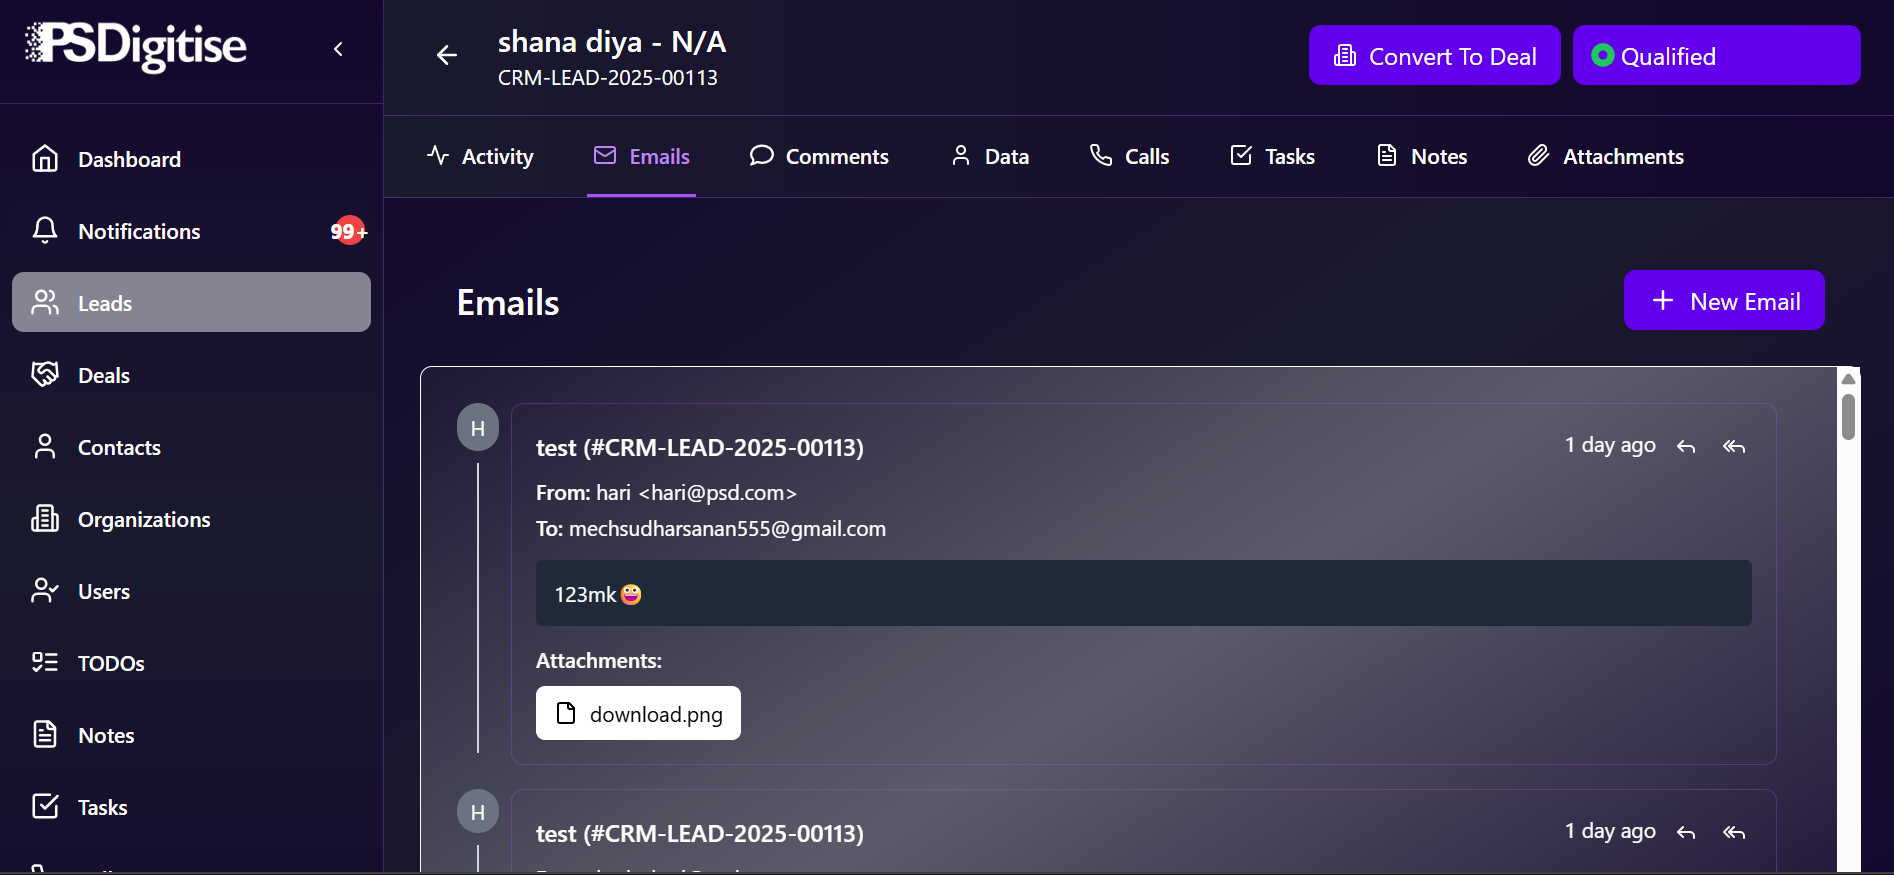 PSDigitise
shana diya - N/A
CRM-LEAD-2025-00113
Convert To Deal
Qualified
Dashboard
Notifications
99+
Leads
Deals
Contacts
Organizations
Users
TODOs
Notes
Tasks
Activity
Emails
Comments
Data
Calls
Tasks
Notes
Attachments
Emails
New Email
H
test (#CRM-LEAD-2025-00113)
1 day ago
From: hari <hari@psd.com>
To: mechsudharsanan555@gmail.com
123mk😀
Attachments:
download.png
H
test (#CRM-LEAD-2025-00113)
1 day ago